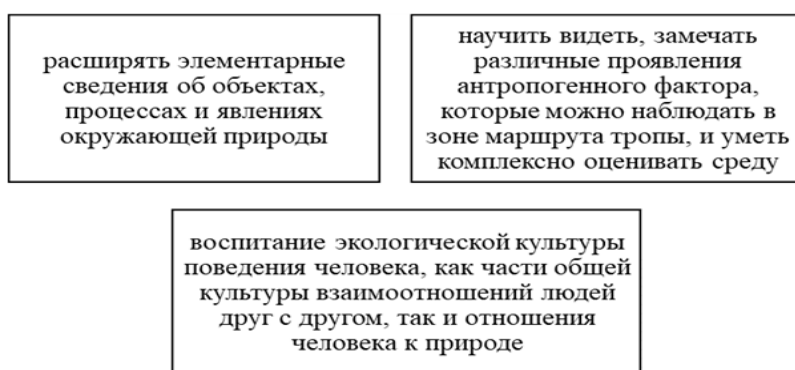 расширять элементарные
сведения об объектах,
процессах и явлениях
окружающей природы
научить видеть, замечать
различные проявления
антропогенного фактора,
которые можно наблюдать в
зоне маршрута тропы, и уметь
комплексно оценивать среду
воспитание экологической культуры
поведения человека, как части общей
культуры взаимоотношений людей
друг с другом, так и отношения
человека к природе